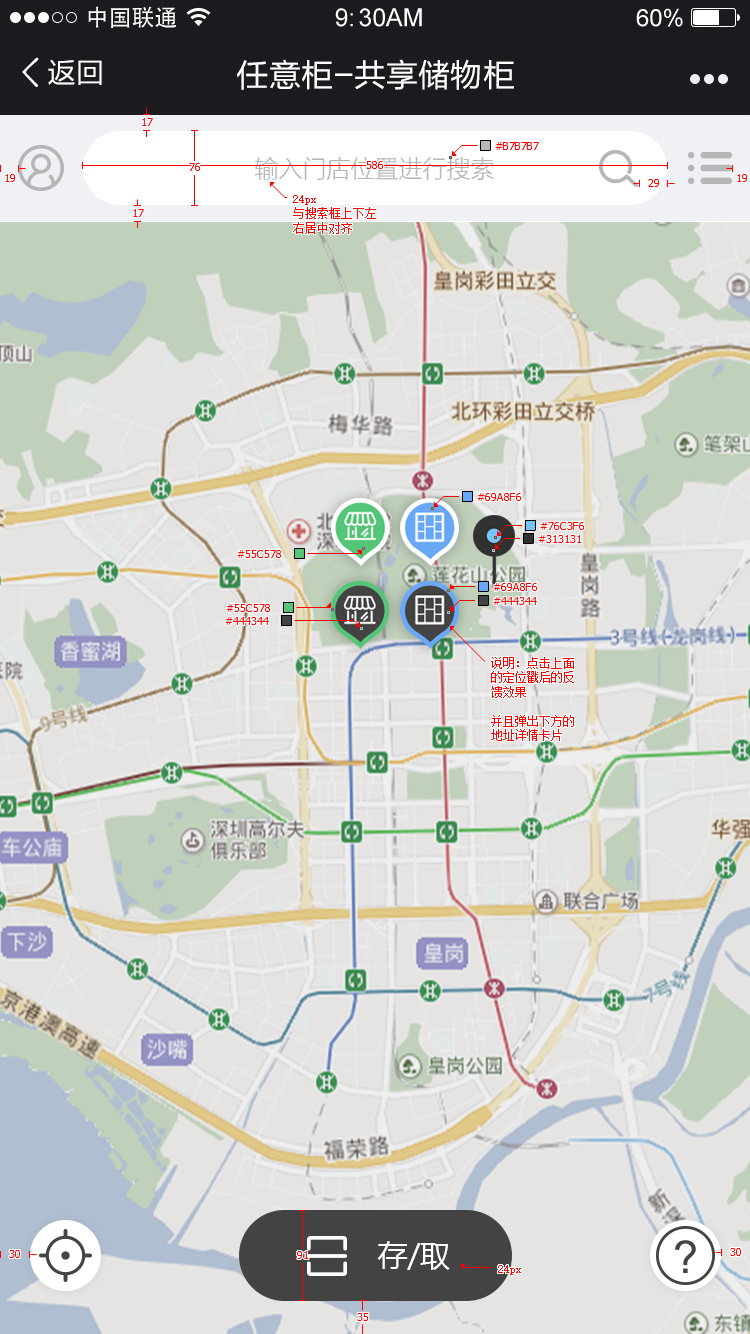 中国联通 9:30AM 60%
返回 任意柜-共享储物柜
17
#B7B7B7
76
586
输入门店位置进行搜索
19
29
19
17
24px
与搜索框上下左
右居中对齐
皇岗彩田立交
顶山
北环彩田立交桥
梅华路
笔架山
#69A8F6
#76C3F6
#313131
#55C578
莲花山公园
皇岗路
#69A8F6
#444344
#55C578
#444344
3号线(-龙岗线)
香蜜湖
医院
说明：点击上面
的定位戳后的反
馈效果
并且弹出下方的
地址详情卡片
9号线
深圳高尔夫
俱乐部
华强
车公庙
联合广场
下沙
皇岗
7号线
京港澳高速
沙嘴
皇岗公园
福荣路
新
30
91
存/取
24px
?
30
35
东镇